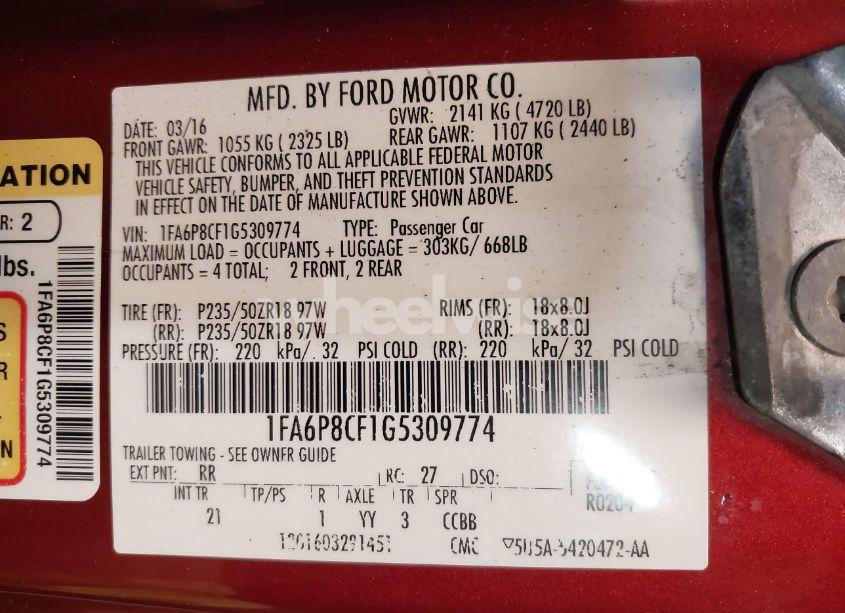 MFD. BY FORD MOTOR CO.
DATE: 03/16
GVWR: 2141 KG ( 4720 LB)
FRONT GAWR: 1055 KG ( 2325 LB)
REAR GAWR: 1107 KG ( 2440 LB)
THIS VEHICLE CONFORMS TO ALL APPLICABLE FEDERAL MOTOR
VEHICLE SAFETY, BUMPER, AND THEFT PREVENTION STANDARDS
IN EFFECT ON THE DATE OF MANUFACTURE SHOWN ABOVE.
VIN: 1FA6P8CF1G5309774 TYPE: Passenger Car
MAXIMUM LOAD = OCCUPANTS + LUGGAGE = 303KG/ 668LB
OCCUPANTS = 4 TOTAL; 2 FRONT, 2 REAR
TIRE (FR): P235/50ZR18 97W RIMS (FR): 18x8.0J
(RR): P235/50ZR18 97W (RR): 18x8.0J
PRESSURE (FR): 220 kPa/ 32 PSI COLD (RR): 220 kPa/ 32 PSI COLD
1FA6P8CF1G5309774
TRAILER TOWING - SEE OWNER GUIDE
EXT PNT: RR RC: 27 DSO:
R0204
INT TR TP/PS R AXLE TR SPR
21 1 YY 3 CCBB
CMC
ATION
R: 2
lbs.
S
R
N
1FA6P8CF1G5309774